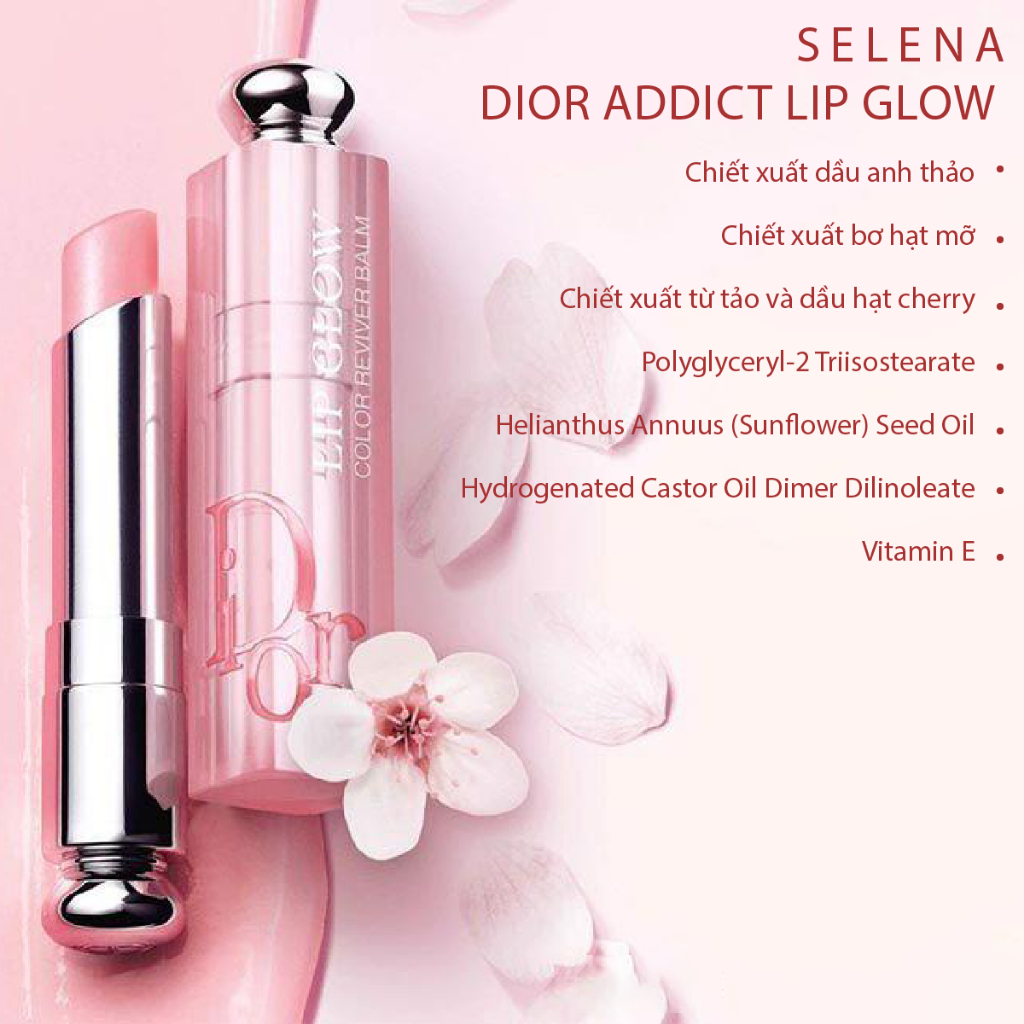 SELENA
DIOR ADDICT LIP GLOW
Chiết xuất dầu anh thảo
Chiết xuất bơ hạt mỡ
Chiết xuất từ tảo và dầu hạt cherry
Polyglyceryl-2 Triisostearate
Helianthus Annuus (Sunflower) Seed Oil
Hydrogenated Castor Oil Dimer Dilinoleate
Vitamin E
LIP GLOW
COLOR REVIVER BALM
Dior